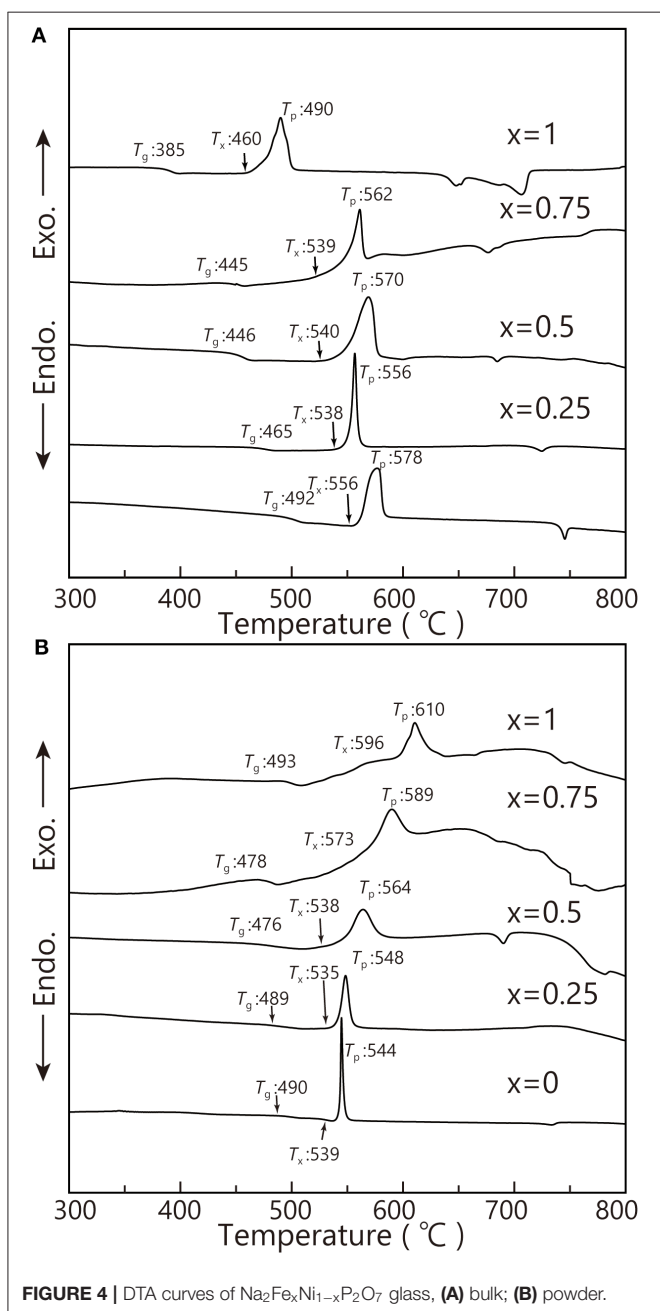 A
Tp:490
Tg:385
Tx:460
x=1
Tp:562
x=0.75
Tx:539
Tg:445
Tp:570
x=0.5
Tx:540
Tg:446
Tp:556
x=0.25
Tx:538
Tg:465
Tp:578
Tx:556
Tg:492
Endo. Exo.
300 400 500 600 700 800
Temperature ( ℃ )
B
Tp:610
x=1
Tx:596
Tg:493
Tp:589
x=0.75
Tx:573
Tg:478
Tp:564
x=0.5
Tx:538
Tg:476
Tp:548
x=0.25
Tx:535
Tg:489
Tp:544
x=0
Tg:490
Tx:539
Endo. Exo.
300 400 500 600 700 800
Temperature ( ℃ )
FIGURE 4 | DTA curves of Na₂FeₓNi₁₋ₓP₂O₇ glass, (A) bulk; (B) powder.